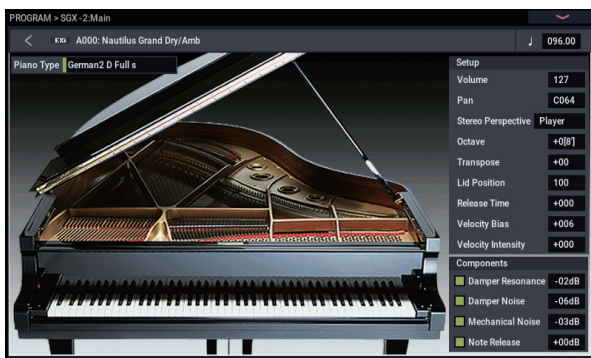 PROGRAM > SGX-2:Main
EXi A000: Nautilus Grand Dry/Amb ♩ 096.00
Piano Type German2 D Full s
Setup
Volume 127
Pan C064
Stereo Perspective Player
Octave +0[8']
Transpose +00
Lid Position 100
Release Time +000
Velocity Bias +006
Velocity Intensity +000
Components
Damper Resonance -02dB
Damper Noise -06dB
Mechanical Noise -03dB
Note Release +00dB